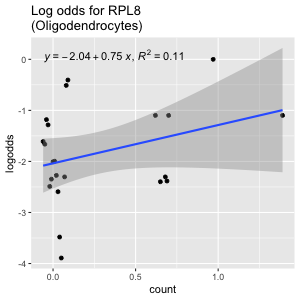 Log odds for RPL8
(Oligodendrocytes)
y = −2.04 + 0.75 x, R² = 0.11
0
-1
-2
-3
-4
logodds
0.0 0.5 1.0
count